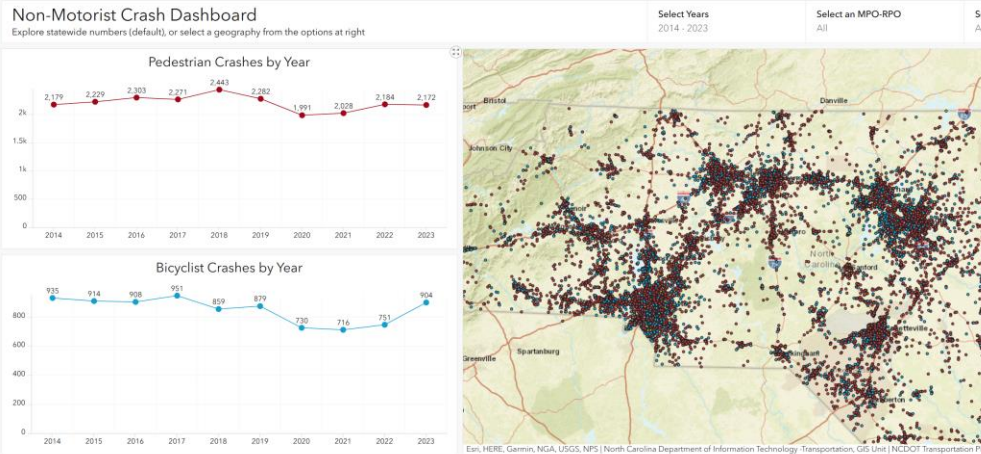 Non-Motorist Crash Dashboard
Explore statewide numbers (default), or select a geography from the options at right
Select Years
2014 - 2023
Select an MPO-RPO
All
Pedestrian Crashes by Year
2,179 2,229 2,303 2,271 2,443 2,282 1,991 2,028 2,184 2,172
2k
1.5k
1k
500
0
2014 2015 2016 2017 2018 2019 2020 2021 2022 2023
Bicyclist Crashes by Year
935 914 908 951 859 879 730 716 751 904
800
600
400
200
0
2014 2015 2016 2017 2018 2019 2020 2021 2022 2023
Bristol
Danville
Johnson City
North
Carolina
Spartanburg
Greenville
Esri, HERE, Garmin, NGA, USGS, NPS | North Carolina Department of Information Technology -Transportation, GIS Unit | NCDOT Transportation P